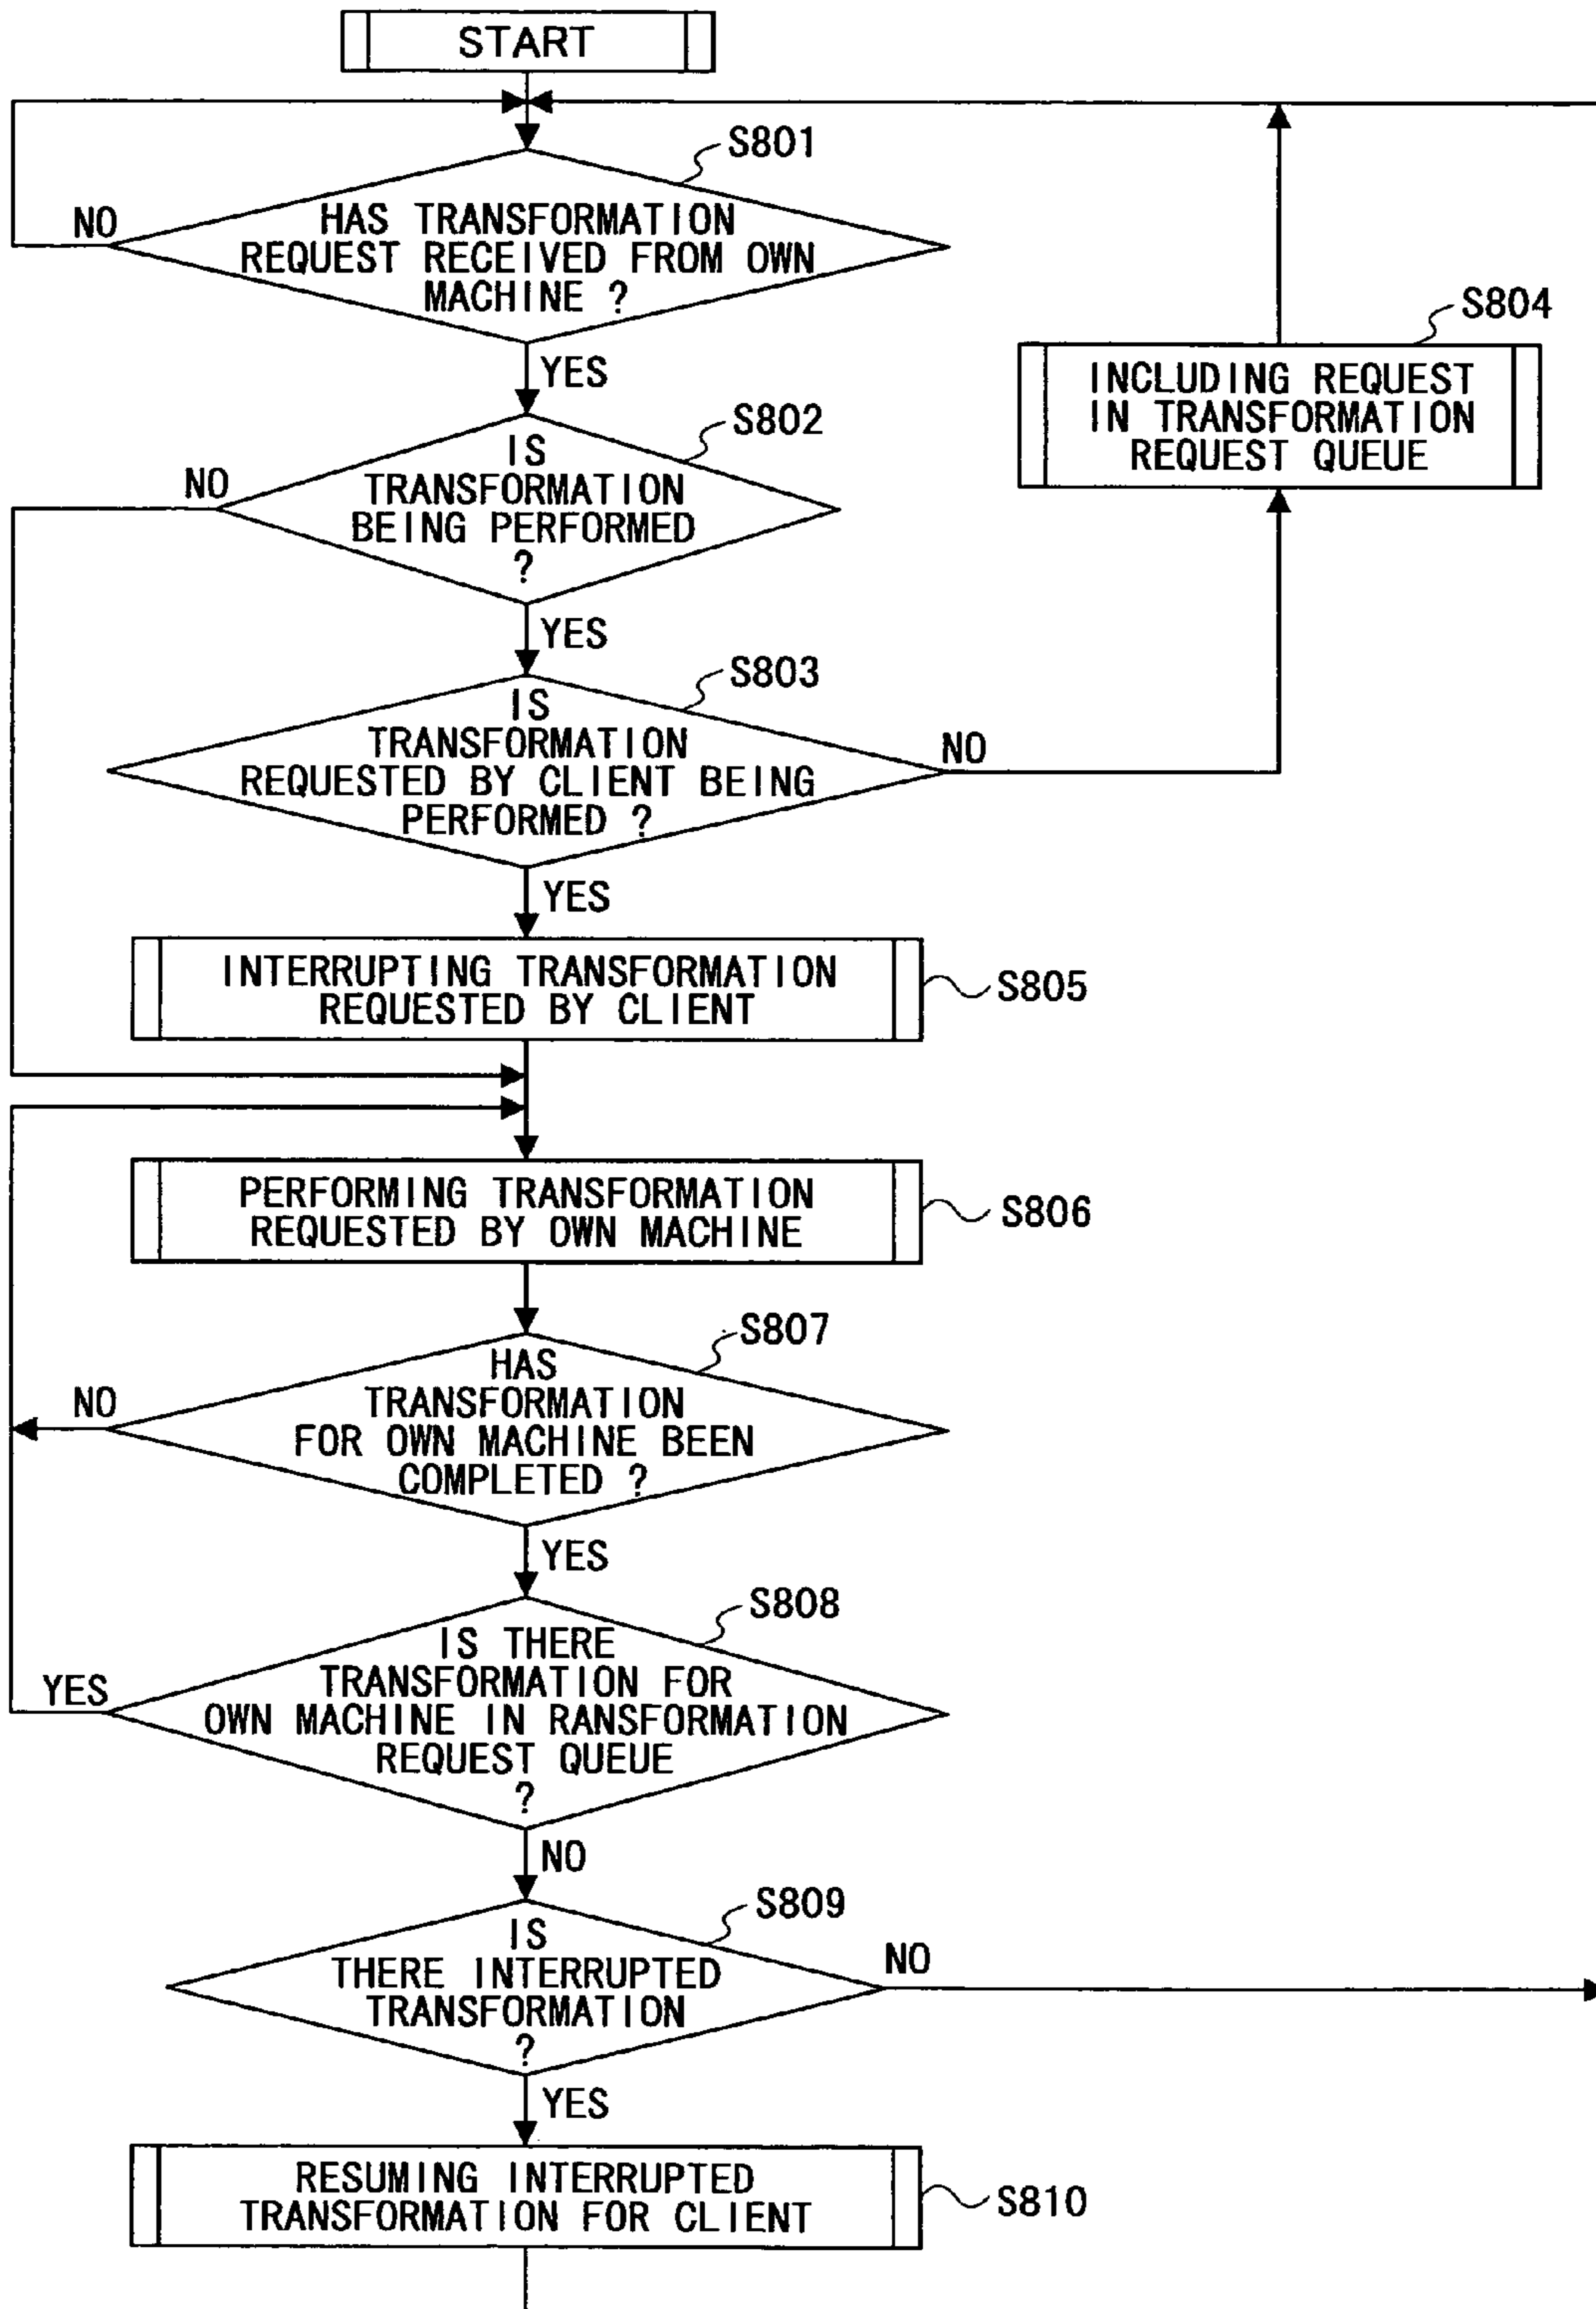 START
S801
NO
HAS TRANSFORMATION
REQUEST RECEIVED FROM OWN
MACHINE ?
YES
S804
INCLUDING REQUEST
IN TRANSFORMATION
REQUEST QUEUE
S802
NO
IS
TRANSFORMATION
BEING PERFORMED
?
YES
S803
IS
TRANSFORMATION
REQUESTED BY CLIENT BEING
PERFORMED ?
NO
YES
INTERRUPTING TRANSFORMATION
REQUESTED BY CLIENT
S805
PERFORMING TRANSFORMATION
REQUESTED BY OWN MACHINE
S806
S807
NO
HAS
TRANSFORMATION
FOR OWN MACHINE BEEN
COMPLETED ?
YES
S808
YES
IS THERE
TRANSFORMATION FOR
OWN MACHINE IN RANSFORMATION
REQUEST QUEUE
?
NO
S809
IS
THERE INTERRUPTED
TRANSFORMATION
?
NO
YES
RESUMING INTERRUPTED
TRANSFORMATION FOR CLIENT
S810